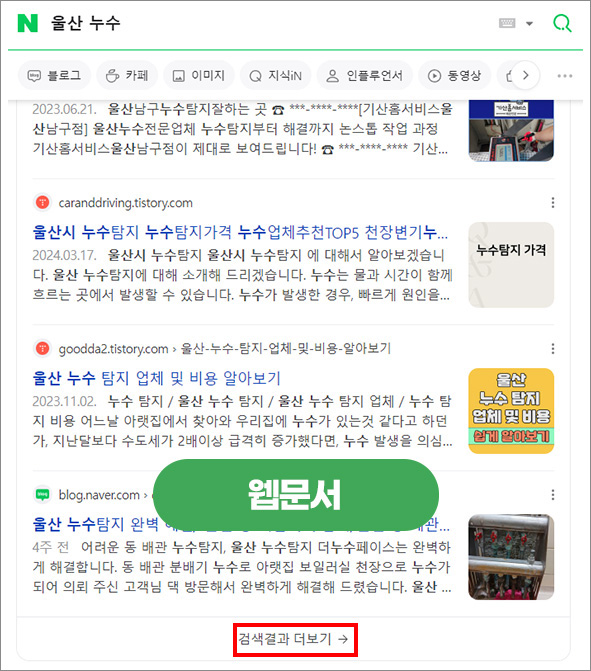 N 울산 누수
블로그 카페 이미지 지식iN 인플루언서 동영상
2023.06.21. 울산남구누수탐지잘하는 곳 ☎ ***-****-****[기산홈서비스울
산남구점] 울산누수전문업체 누수탐지부터 해결까지 논스톱 작업 과정
기산홈서비스울산남구점이 제대로 보여드립니다! ☎ ***-****-**** 기산...
caranddriving.tistory.com
울산시 누수탐지 누수탐지가격 누수업체추천TOP5 천장변기누...
2024.03.17. 울산시 누수탐지 울산시 누수탐지 에 대해서 알아보겠습니
다. 울산 누수탐지에 대해 소개해 드리겠습니다. 누수는 물과 시간이 함께
흐르는 곳에서 발생할 수 있습니다. 누수가 발생한 경우, 빠르게 원인을...
누수탐지 가격
goodda2.tistory.com › 울산-누수-탐지-업체-및-비용-알아보기
울산 누수 탐지 업체 및 비용 알아보기
2023.11.02. 누수 탐지 / 울산 누수 탐지 / 울산 누수 탐지 업체 / 누수 탐
지 비용 어느날 아랫집에서 찾아와 우리집에 누수가 있는것 같다고 하던
가, 지난달보다 수도세가 2배이상 급격히 증가했다면, 누수 발생을 의심...
울산
누수 탐지
업체 및 비용
쉽게 알아보기
blog.naver.com ›
웹문서
울산 누수탐지 완벽
4주 전 어려운 동 배관 누수탐지, 울산 누수탐지 더누수페이스는 완벽하
게 해결합니다. 동 배관 분배기 누수로 아랫집 보일러실 천장으로 누수가
되어 의뢰 주신 고객님 댁 방문해서 완벽하게 해결해 드렸습니다. 울산 ...
검색결과 더보기 →